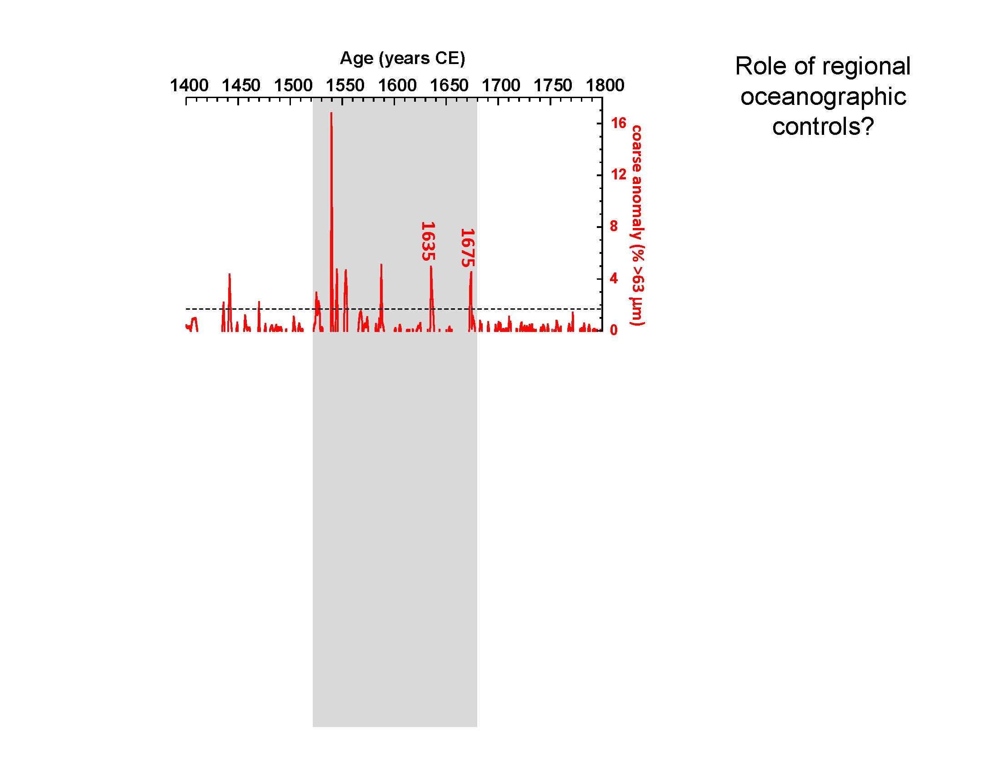 Age (years CE)
1400 1450 1500 1550 1600 1650 1700 1750 1800
Role of regional
oceanographic
controls?
16
12
8
4
0
coarse anomaly (% >63 µm)
1635
1675